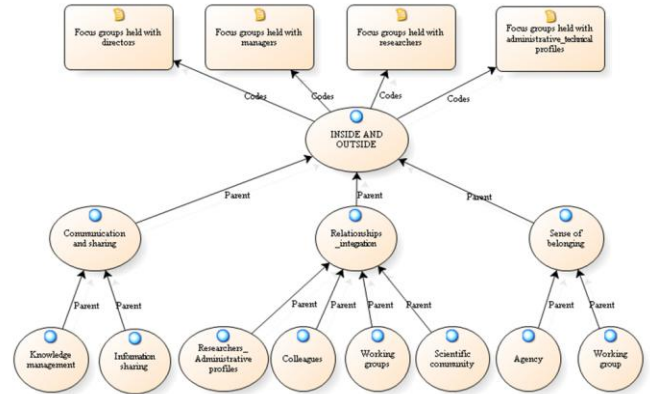 Focus groups held with
directors
Focus groups held with
managers
Focus groups held with
researchers
Focus groups held with
administrative_technical
profiles
Codes
Codes
Codes
Codes
INSIDE AND
OUTSIDE
Parent
Parent
Parent
Communication
and sharing
Relationships
_integration
Sense of
belonging
Parent
Parent
Parent
Parent
Parent
Parent
Parent
Parent
Knowledge
management
Information
sharing
Researchers_
Administrative
profiles
Colleagues
Working
groups
Scientific
community
Agency
Working
group